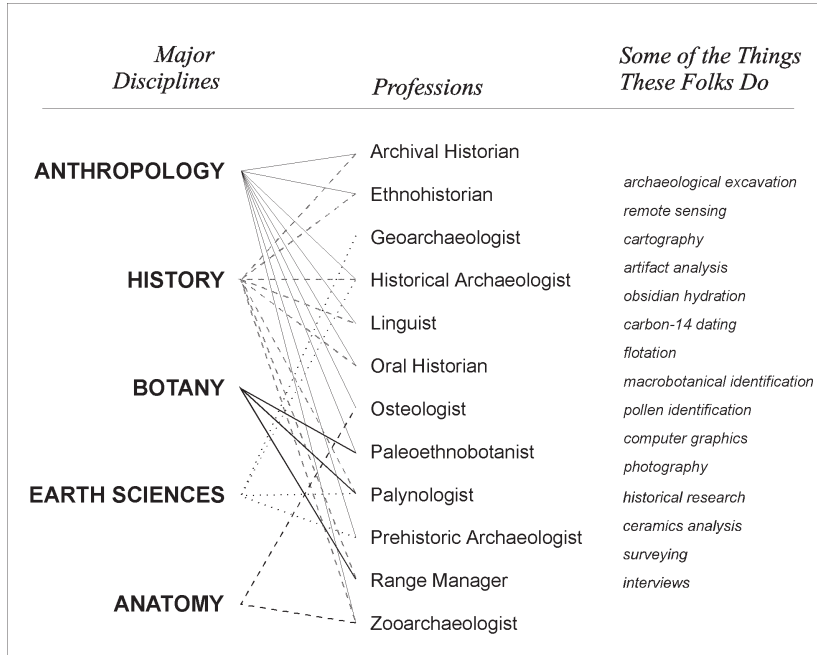 Major
Disciplines
Professions
Some of the Things
These Folks Do
ANTHROPOLOGY
HISTORY
BOTANY
EARTH SCIENCES
ANATOMY
Archival Historian
Ethnohistorian
Geoarchaeologist
Historical Archaeologist
Linguist
Oral Historian
Osteologist
Paleoethnobotanist
Palynologist
Prehistoric Archaeologist
Range Manager
Zooarchaeologist
archaeological excavation
remote sensing
cartography
artifact analysis
obsidian hydration
carbon-14 dating
flotation
macrobotanical identification
pollen identification
computer graphics
photography
historical research
ceramics analysis
surveying
interviews